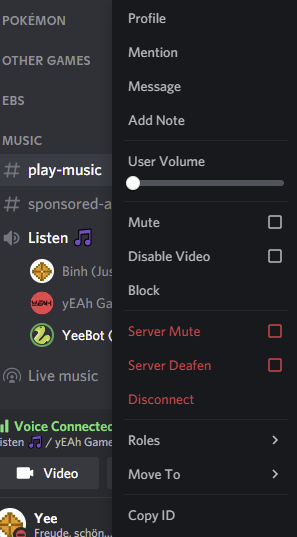 POKÉMON
OTHER GAMES
EBS
MUSIC
# play-music
# sponsored-a
Listen 🎵
Binh (Jus
yEAh Ga
YeeBot (
Live music
Voice Connected
isten 🎵 / yEAh Game
Video
Yee
Freude, schön...
Profile
Mention
Message
Add Note
User Volume
Mute
Disable Video
Block
Server Mute
Server Deafen
Disconnect
Roles
Move To
Copy ID